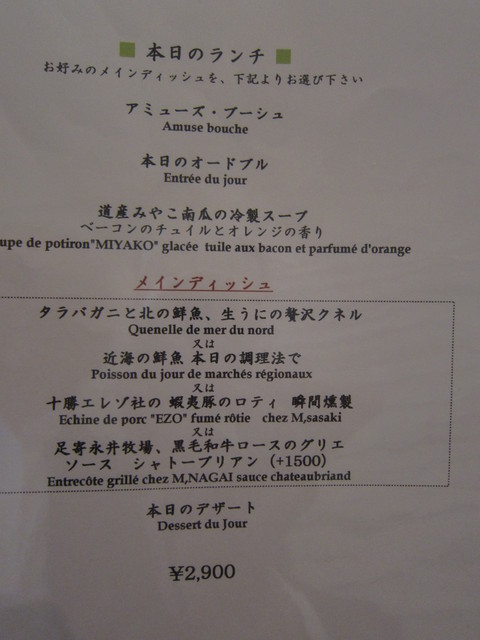 ■ 本日のランチ ■
お好みのメインディッシュを、下記よりお選び下さい
アミューズ・ブーシュ
Amuse bouche
本日のオードブル
Entrée du jour
道産みやこ南瓜の冷製スープ
ベーコンのチュイルとオレンジの香り
upe de potiron"MIYAKO" glacée tuile aux bacon et parfumé d'orange
メインディッシュ
タラバガニと北の鮮魚、生うにの贅沢クネル
Quenelle de mer du nord
又は
近海の鮮魚 本日の調理法で
Poisson du jour de marchés régionaux
又は
十勝エレゾ社の 蝦夷豚のロティ 瞬間燻製
Echine de porc "EZO" fumé rôtie chez M,sasaki
又は
足寄永井牧場、黒毛和牛ロースのグリエ
ソース シャトーブリアン (+1500)
Entrecôte grillé chez M,NAGAI sauce chateaubriand
本日のデザート
Dessert du Jour
¥2,900